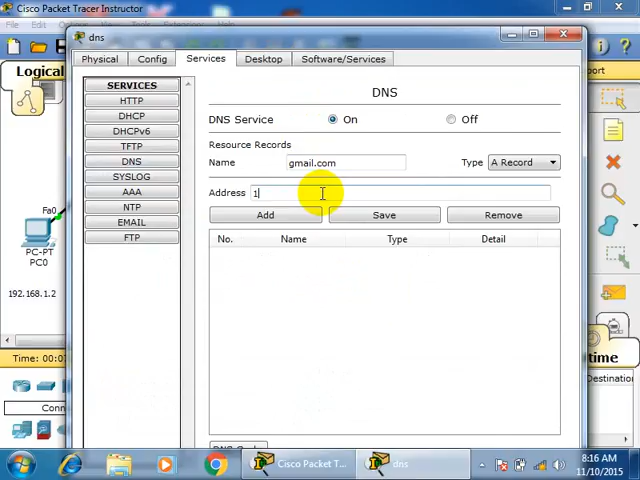 Cisco Packet Tracer Instructor
File Edit
dns
Logical
Physical Config Services Desktop Software/Services
SERVICES
HTTP
DHCP
DHCPv6
TFTP
DNS
SYSLOG
AAA
NTP
EMAIL
FTP
DNS
DNS Service On Off
Resource Records
Name gmail.com Type A Record
Address 1
Add Save Remove
No. Name Type Detail
Fa0
PC-PT
PC0
192.168.1.2
Time: 00:0
Destination
Cisco Packet Tracer I... dns
8:16 AM
11/10/2015